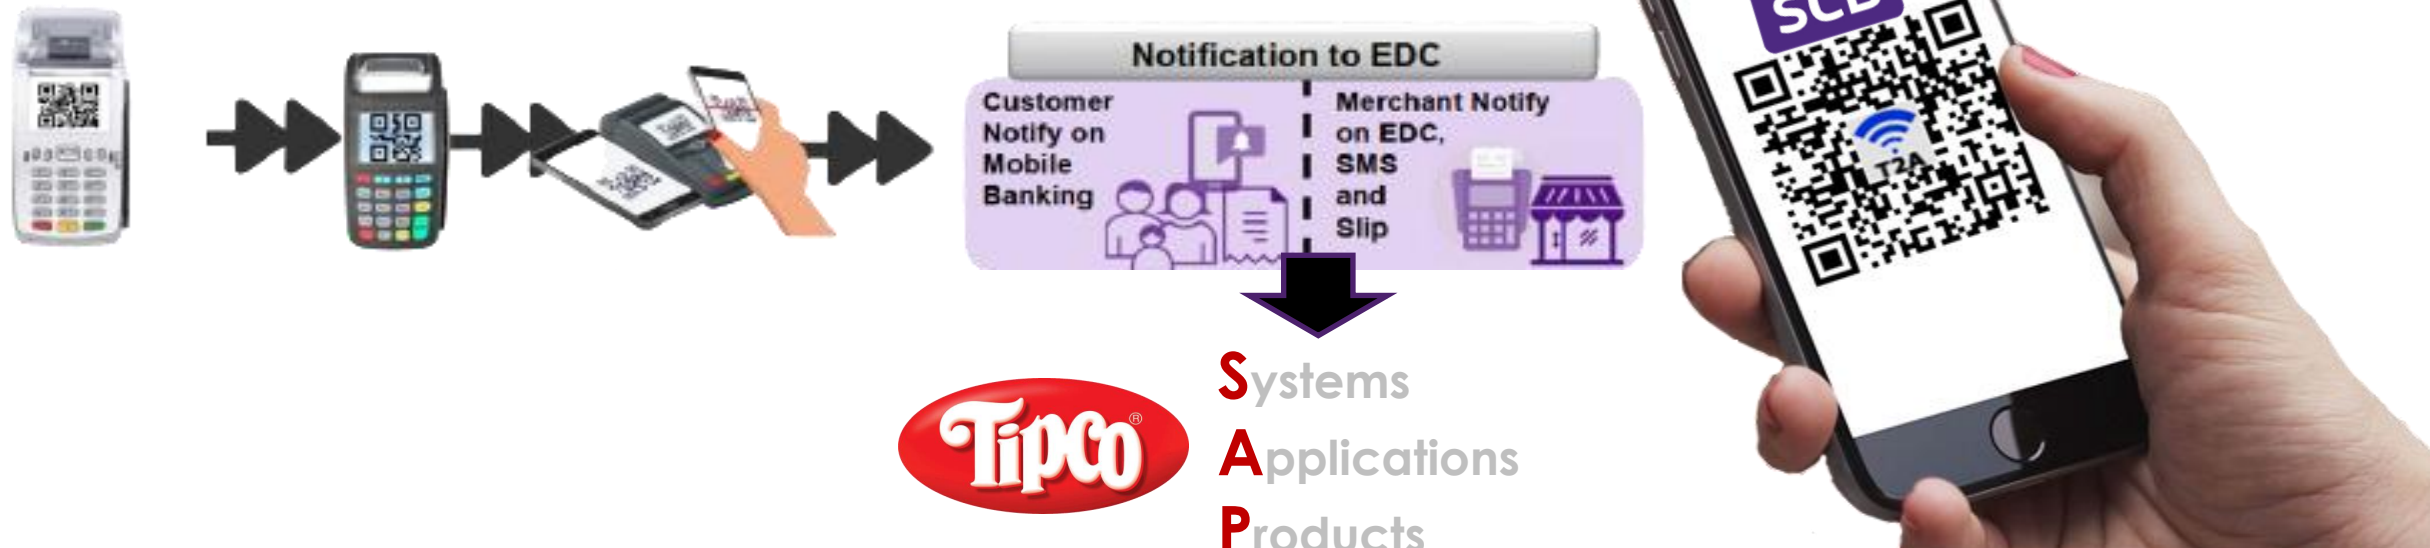 Notification to EDC
Customer
Notify on
Mobile
Banking
Merchant Notify
on EDC,
SMS
and
Slip
SCB
T2A
Tipco®
Systems
Applications
Products